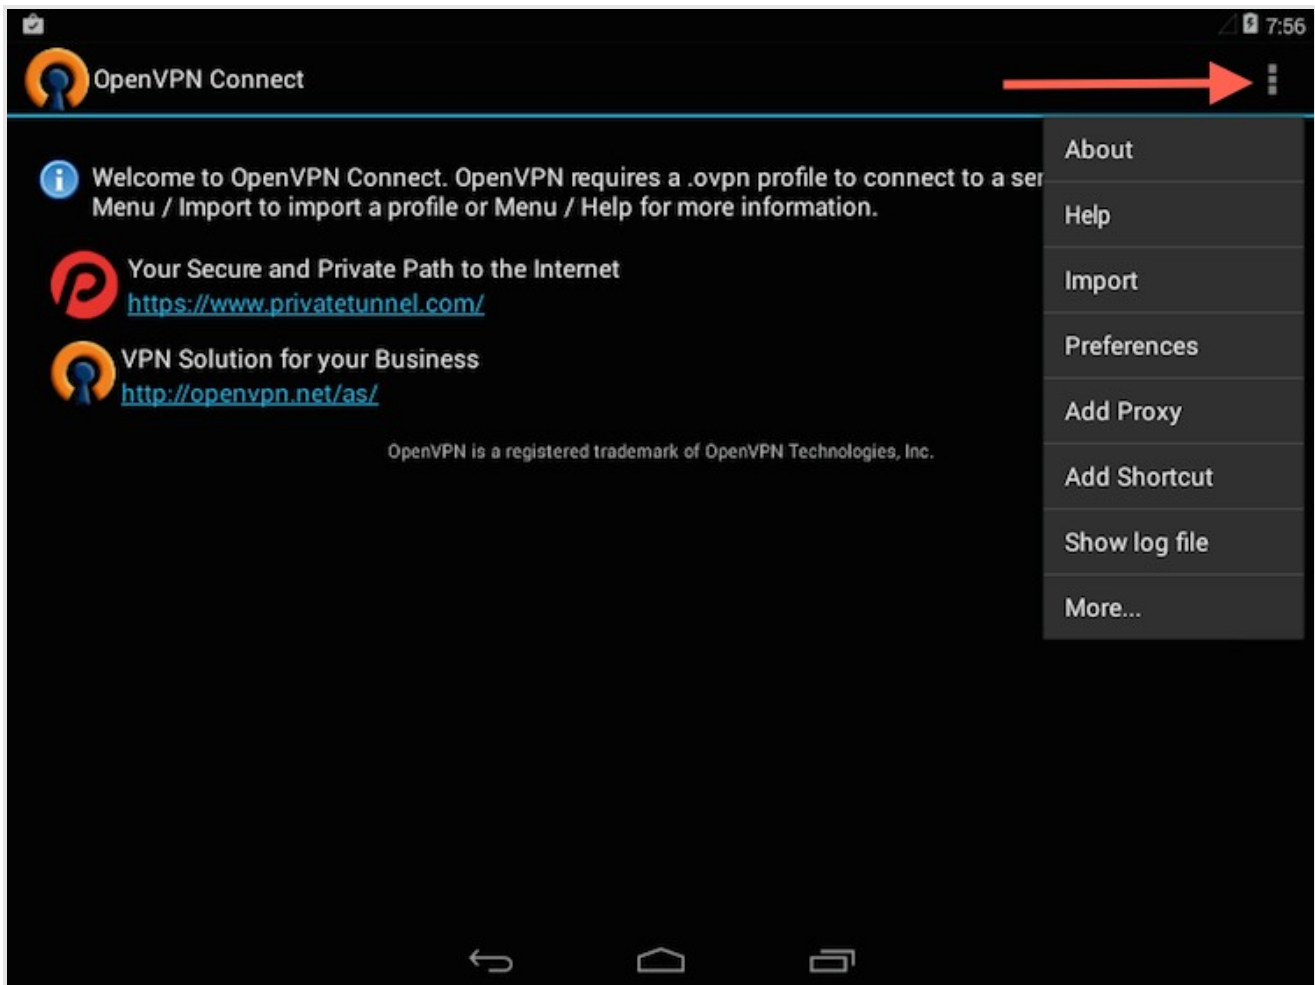 7:56
OpenVPN Connect
Welcome to OpenVPN Connect. OpenVPN requires a .ovpn profile to connect to a ser
Menu / Import to import a profile or Menu / Help for more information.
Your Secure and Private Path to the Internet
https://www.privatetunnel.com/
VPN Solution for your Business
http://openvpn.net/as/
OpenVPN is a registered trademark of OpenVPN Technologies, Inc.
About
Help
Import
Preferences
Add Proxy
Add Shortcut
Show log file
More...